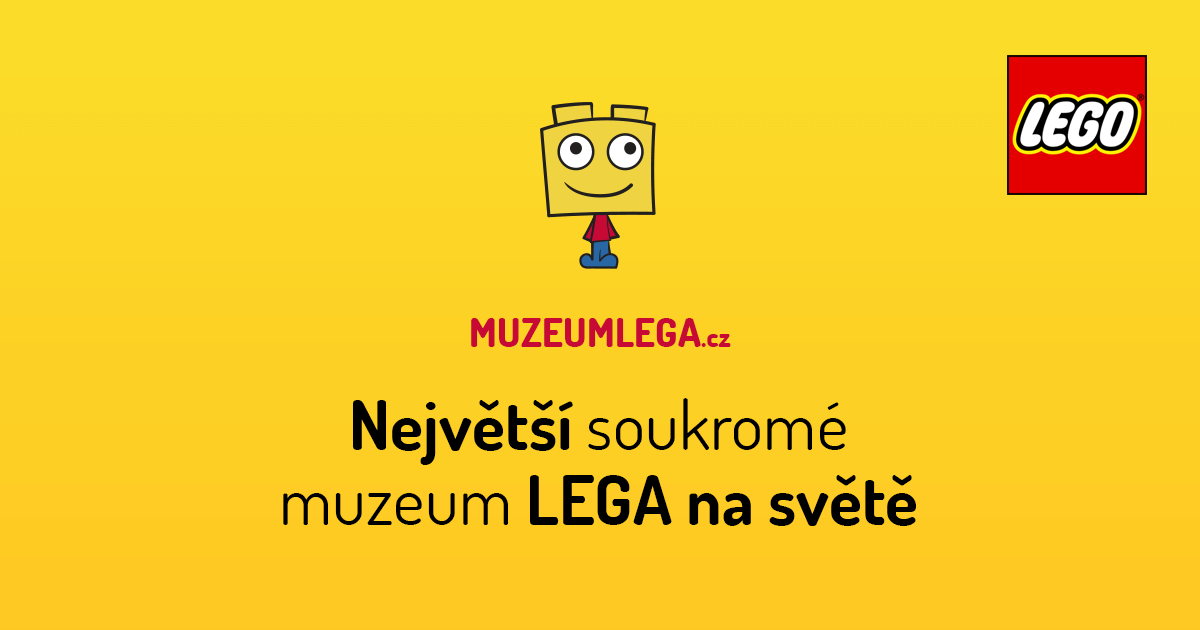 LEGO®
MUZEUMLEGA.cz
Největší soukromé
muzeum LEGA na světě